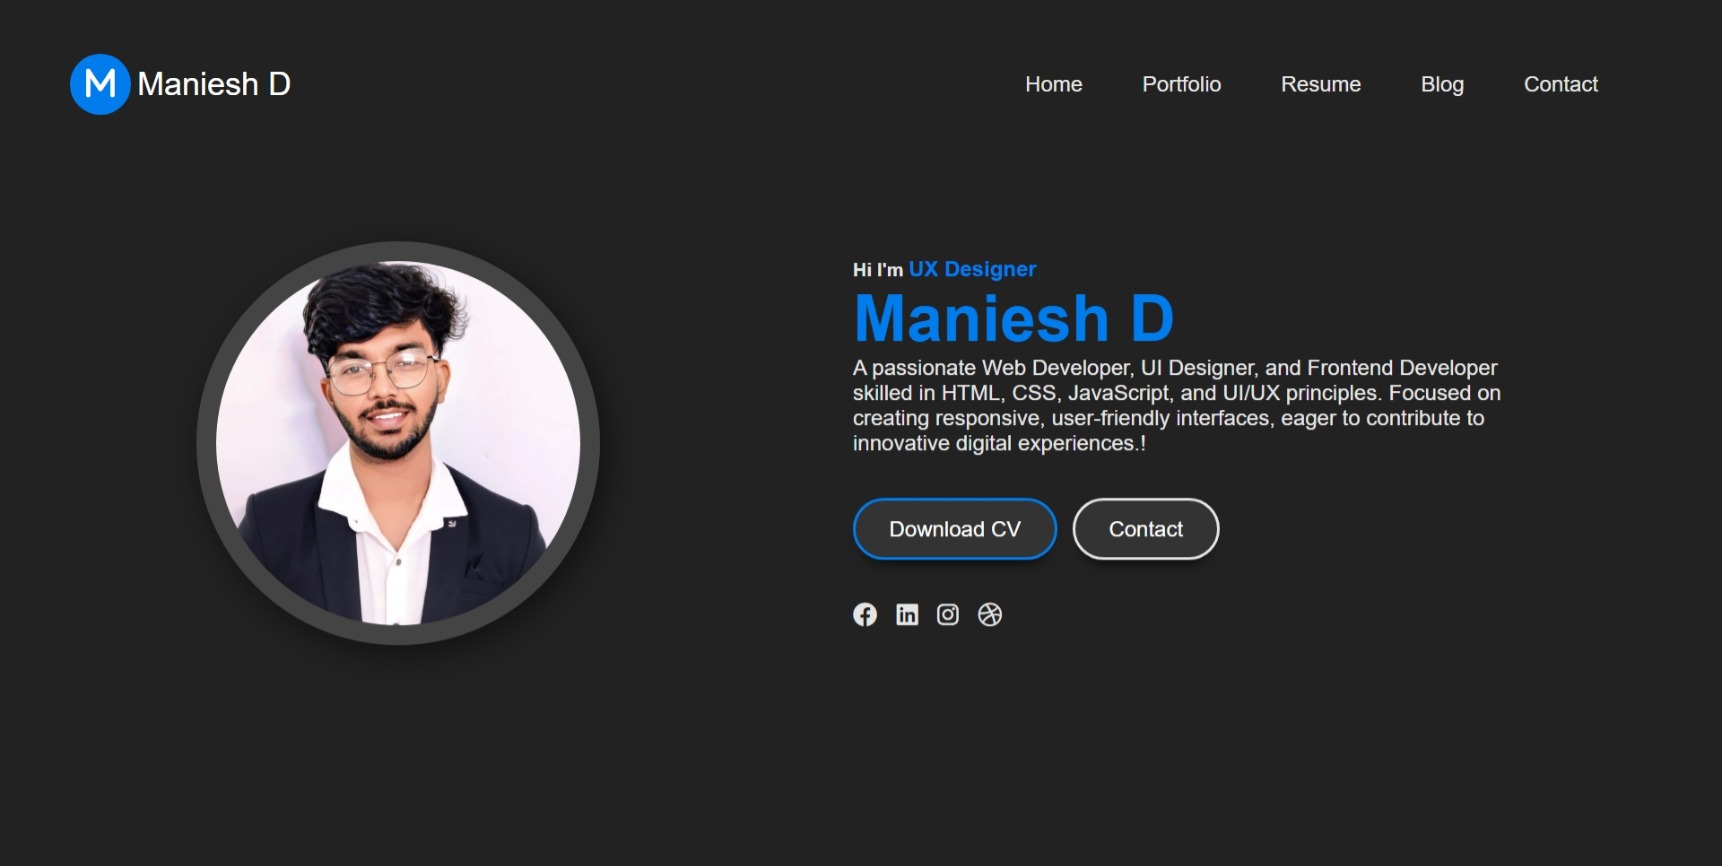 M Maniesh D
Home Portfolio Resume Blog Contact
Hi I'm UX Designer
Maniesh D
A passionate Web Developer, UI Designer, and Frontend Developer
skilled in HTML, CSS, JavaScript, and UI/UX principles. Focused on
creating responsive, user-friendly interfaces, eager to contribute to
innovative digital experiences.!
Download CV Contact